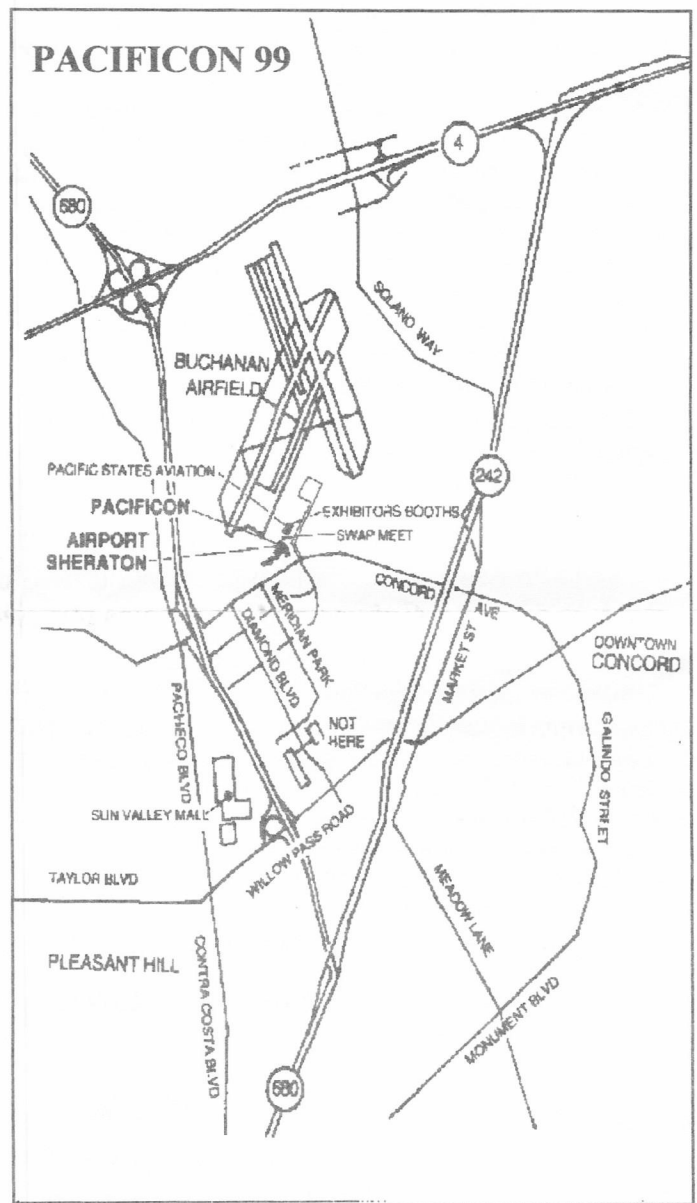 PACIFICON 99
4
680
SOLANO WAY
BUCHANAN
AIRFIELD
242
PACIFIC STATES AVIATION
PACIFICON
EXHIBITORS BOOTHS
SWAP MEET
AIRPORT
SHERATON
CONCORD
AVE
MERIDIAN PARK
DIAMOND BLVD
MARKET ST
DOWNTOWN
CONCORD
PACHECO BLVD
NOT
HERE
GALINDO STREET
SUN VALLEY MALL
WILLOW PASS ROAD
TAYLOR BLVD
MEADOW LANE
PLEASANT HILL
CONTRA COSTA BLVD
MONUMENT BLVD
680